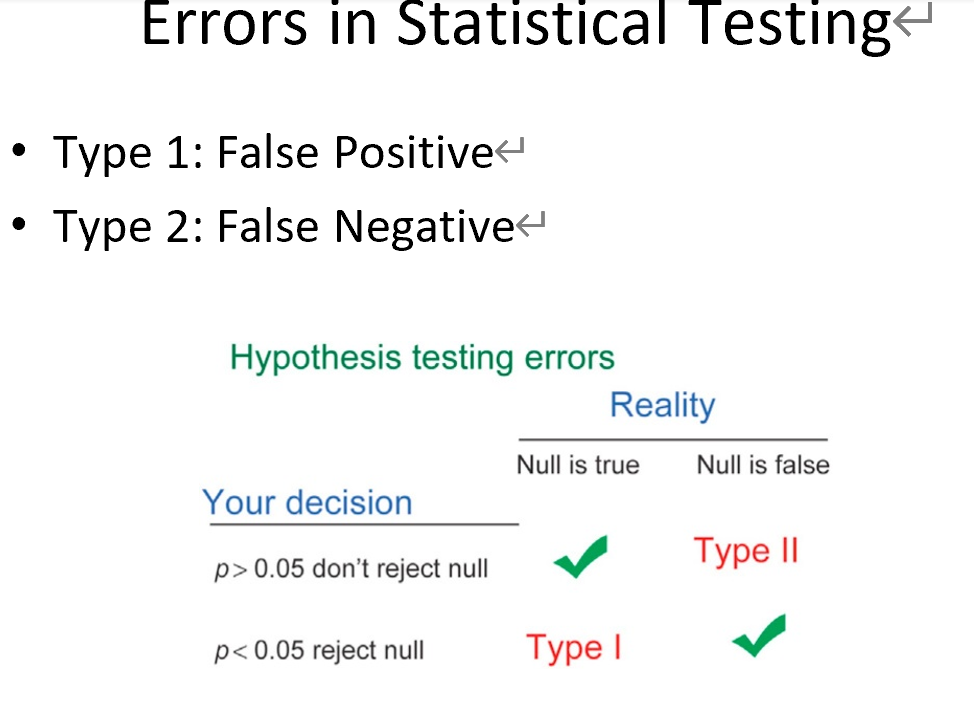 Errors in Statistical Testing↵
• Type 1: False Positive↵
• Type 2: False Negative↵
Hypothesis testing errors
Reality
Null is true Null is false
Your decision
p> 0.05 don’t reject null ✔ Type II
p< 0.05 reject null Type I ✔